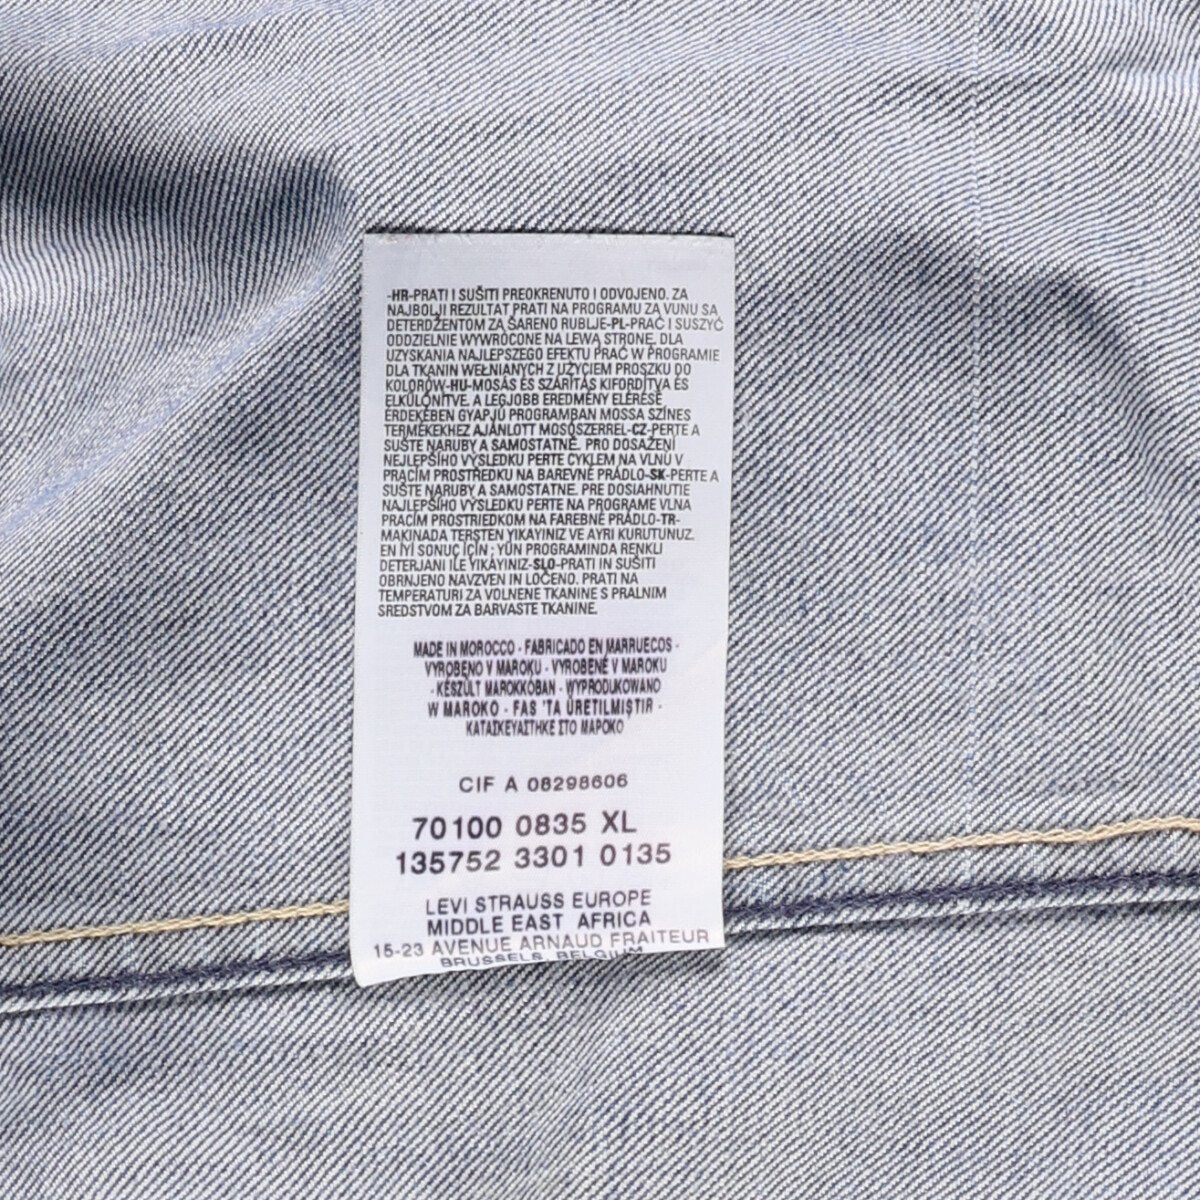 -HR-PRATI I SUŠITI PREOKRENUTO I ODVOJENO. ZA
NAJBOLJI REZULTAT PRATI NA PROGRAMU ZA VUNU SA
DETERDŽENTOM ZA ŠARENO RUBLJE-PL-PRAĆ I SUSZYĆ
ODDZIELNIE WYWRÓCONE NA LEWĄ STRONĘ. DLA
UZYSKANIA NAJLEPSZEGO EFEKTU PRAĆ W PROGRAMIE
DLA TKANIN WEŁNIANYCH Z UŻYCIEM PROSZKU DO
KOLORÓW-HU-MOSÁS ÉS SZÁRÍTÁS KIFORDÍTVA ÉS
ELKÜLÖNÍTVE. A LEGJOBB EREDMÉNY ELÉRÉSE
ÉRDEKÉBEN GYAPJÚ PROGRAMBAN MOSSA SZÍNES
TERMÉKEKHEZ AJÁNLOTT MOSÓSZERREL-CZ-PERTE A
SUŠTE NARUBY A SAMOSTATNĚ. PRO DOSAŽENÍ
NEJLEPŠÍHO VÝSLEDKU PERTE CYKLEM NA VLNU V
PRACÍM PROSTŘEDKU NA BAREVNÉ PRÁDLO-SK-PERTE A
SUŠTE NARUBY A SAMOSTATNE. PRE DOSIAHNUTIE
NAJLEPŠIHO VÝSLEDKU PERTE NA PROGRAME VLNA
PRACÍM PROSTRIEDKOM NA FAREBNÉ PRÁDLO-TR-
MAKINADA TERSTEN YIKAYINIZ VE AYRI KURUTUNUZ.
EN İYİ SONUÇ İÇİN ; YÜN PROGRAMINDA RENKLI
DETERJANI ILE YIKAYINIZ-SLO-PRATI IN SUŠITI
OBRNJENO NAVZVEN IN LOČENO. PRATI NA
TEMPERATURI ZA VOLNENE TKANINE S PRALNIM
SREDSTVOM ZA BARVASTE TKANINE.
MADE IN MOROCCO - FABRICADO EN MARRUECOS -
VYROBENO V MAROKU - VYROBENÉ V MAROKU
- KÉSZÜLT MAROKKÓBAN - WYPRODUKOWANO
W MAROKO - FAS 'TA ÜRETILMIŞTIR -
ΚΑΤΑΣΚΕΥΑΣΤΗΚΕ ΣΤΟ ΜΑΡΟΚΟ
CIF A 08298606
70100 0835 XL
135752 3301 0135
LEVI STRAUSS EUROPE
MIDDLE EAST AFRICA
15-23 AVENUE ARNAUD FRAITEUR
BRUSSELS, BELGIUM